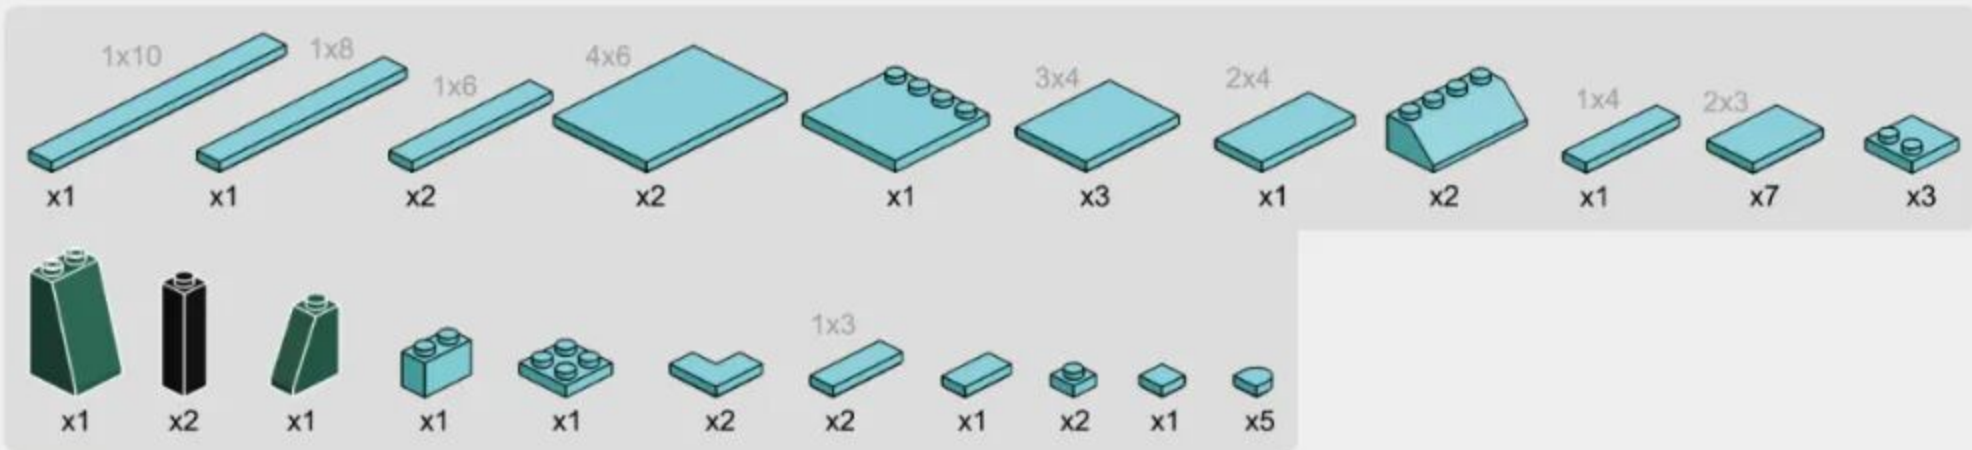 1x10 1x8 1x6 4x6 3x4 2x4 1x4 2x3
x1 x1 x2 x2 x1 x3 x1 x2 x1 x7 x3
1x3
x1 x2 x1 x1 x1 x2 x2 x1 x2 x1 x5